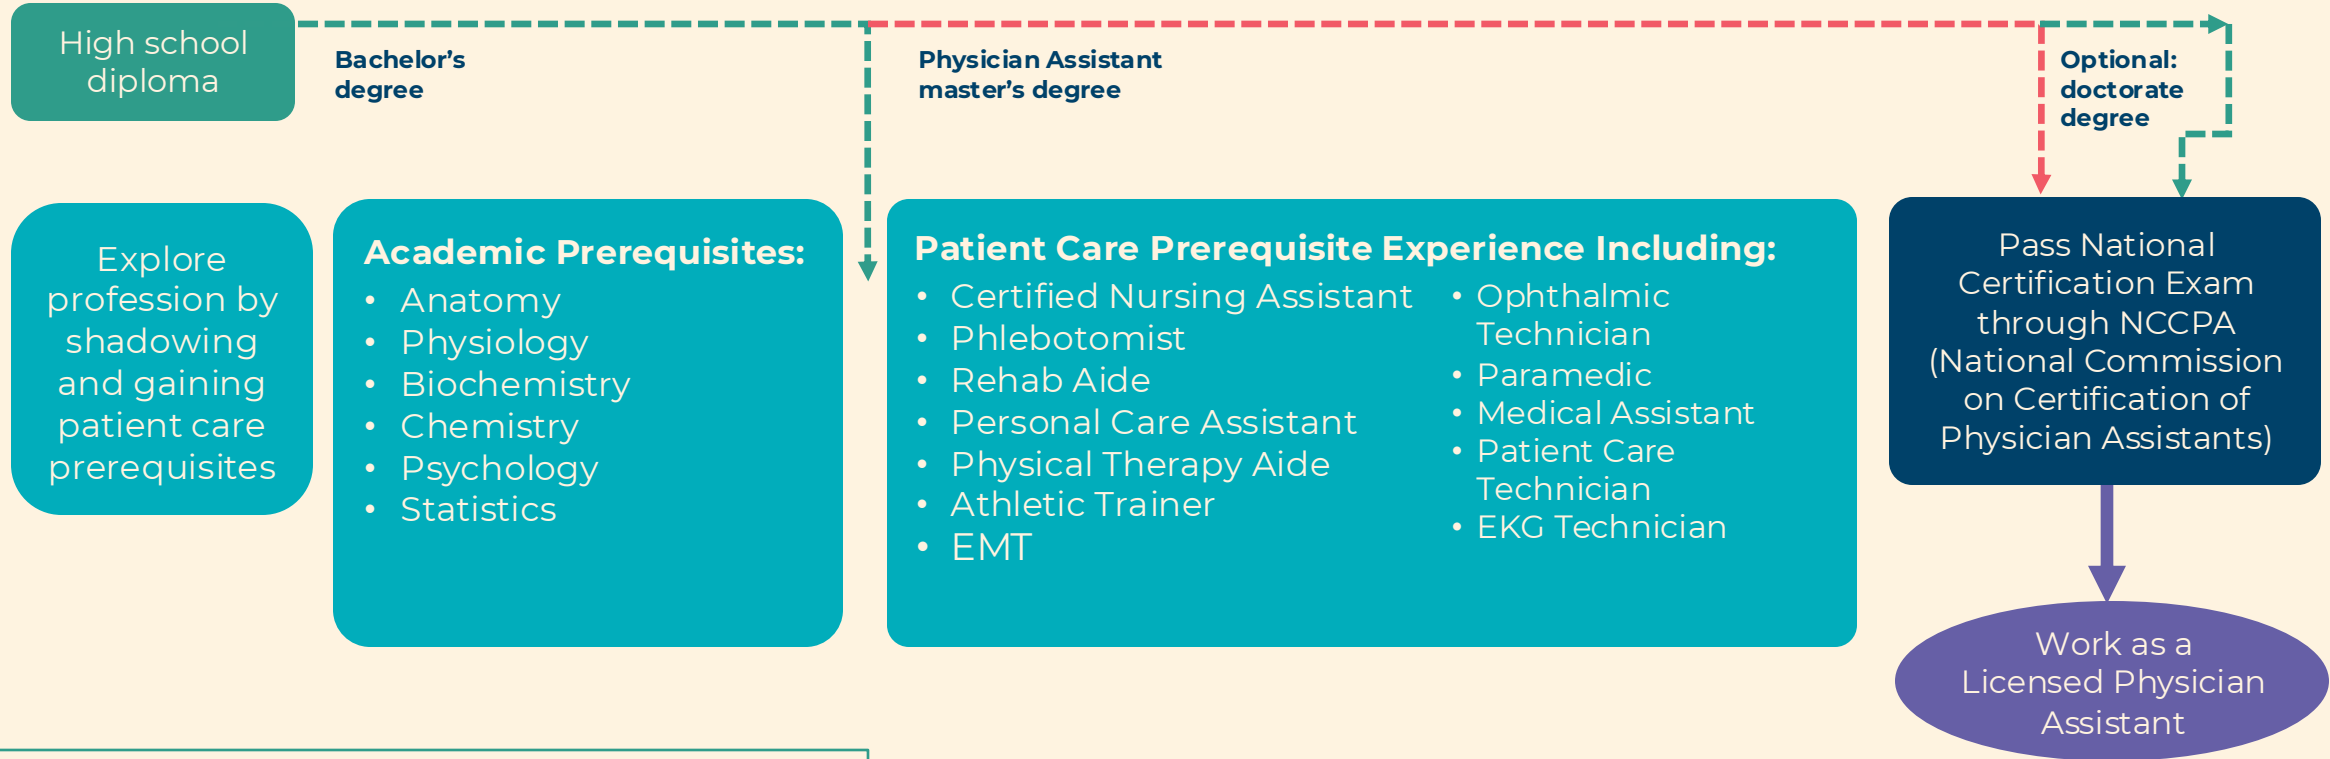 High school
diploma
Bachelor's
degree
Physician Assistant
master's degree
Optional:
doctorate
degree
Explore
profession by
shadowing
and gaining
patient care
prerequisites
Academic Prerequisites:
• Anatomy
• Physiology
• Biochemistry
• Chemistry
• Psychology
• Statistics
Patient Care Prerequisite Experience Including:
• Certified Nursing Assistant
• Phlebotomist
• Rehab Aide
• Personal Care Assistant
• Physical Therapy Aide
• Athletic Trainer
• EMT
• Ophthalmic
Technician
• Paramedic
• Medical Assistant
• Patient Care
Technician
• EKG Technician
Pass National
Certification Exam
through NCCPA
(National Commission
on Certification of
Physician Assistants)
Work as a
Licensed Physician
Assistant